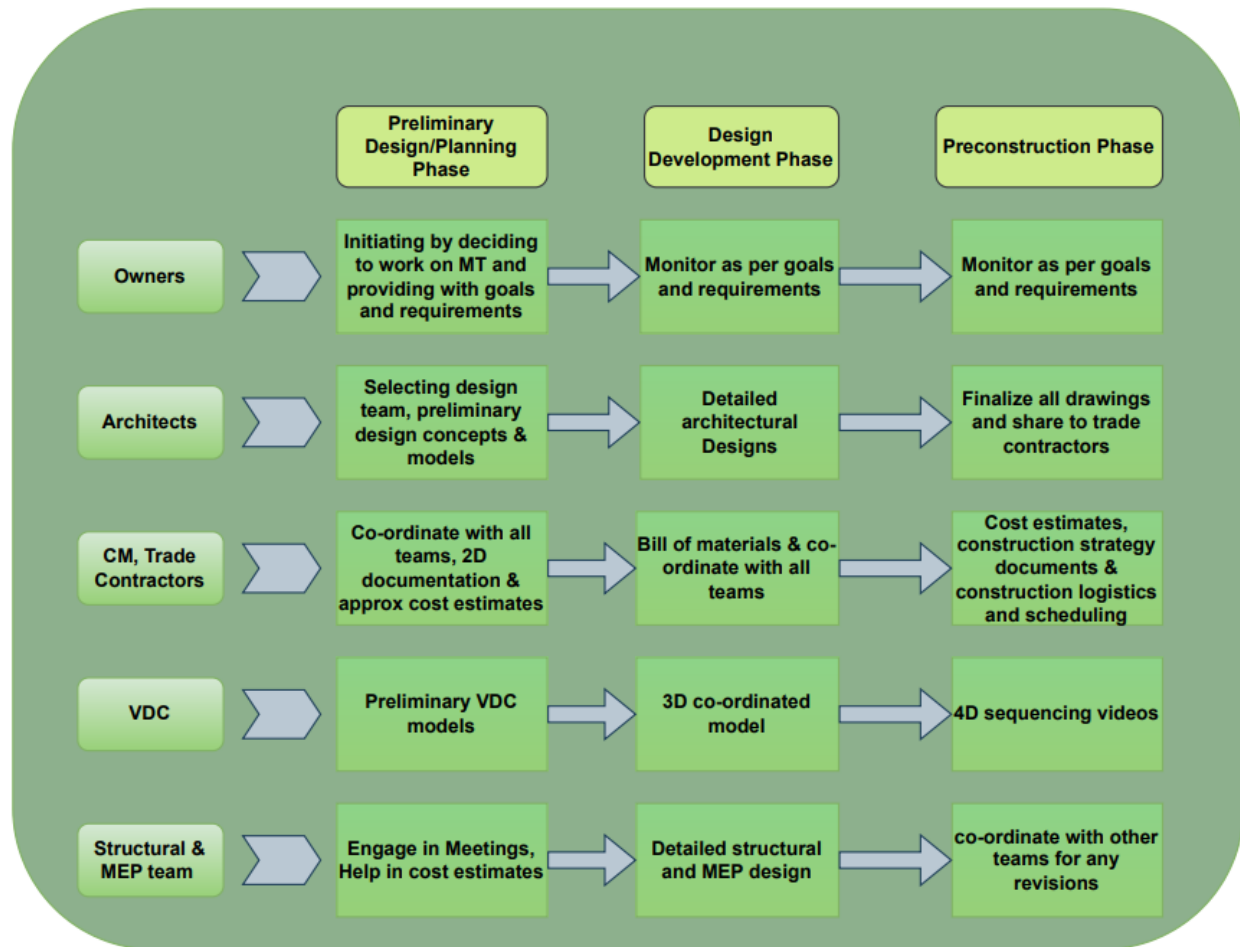 Preliminary
Design/Planning
Phase
Design
Development Phase
Preconstruction Phase
Owners
Initiating by deciding
to work on MT and
providing with goals
and requirements
Monitor as per goals
and requirements
Monitor as per goals
and requirements
Architects
Selecting design
team, preliminary
design concepts &
models
Detailed
architectural
Designs
Finalize all drawings
and share to trade
contractors
CM, Trade
Contractors
Co-ordinate with all
teams, 2D
documentation &
approx cost estimates
Bill of materials & co-
ordinate with all
teams
Cost estimates,
construction strategy
documents &
construction logistics
and scheduling
VDC
Preliminary VDC
models
3D co-ordinated
model
4D sequencing videos
Structural &
MEP team
Engage in Meetings,
Help in cost estimates
Detailed structural
and MEP design
co-ordinate with other
teams for any
revisions